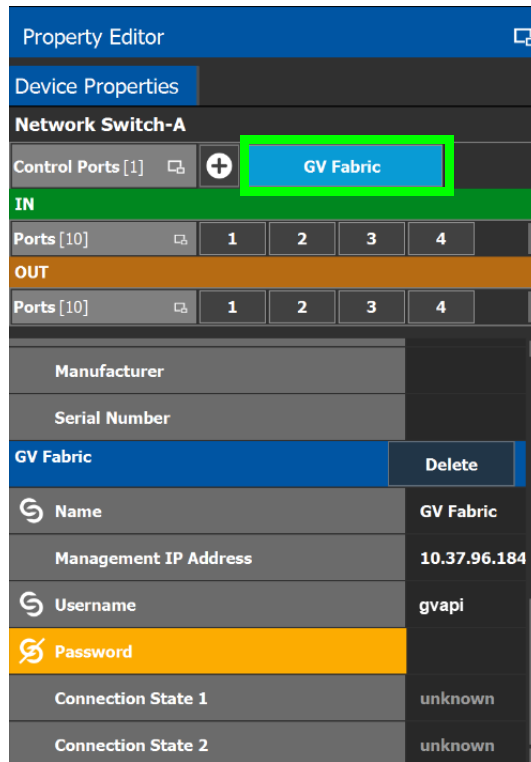 Property Editor
Device Properties
Network Switch-A
Control Ports [1] GV Fabric
IN
Ports [10] 1 2 3 4
OUT
Ports [10] 1 2 3 4
Manufacturer
Serial Number
GV Fabric Delete
Name GV Fabric
Management IP Address 10.37.96.184
Username gvapi
Password
Connection State 1 unknown
Connection State 2 unknown